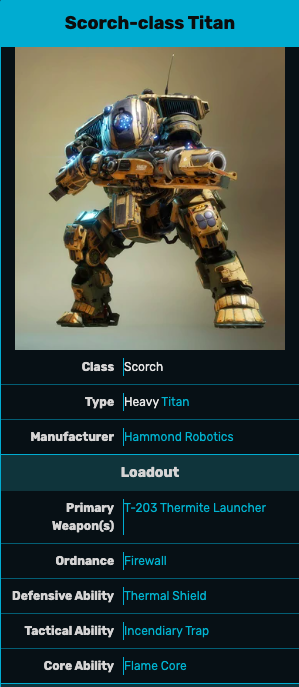 Scorch-class Titan
Class Scorch
Type Heavy Titan
Manufacturer Hammond Robotics
Loadout
Primary T-203 Thermite Launcher
Weapon(s)
Ordnance Firewall
Defensive Ability Thermal Shield
Tactical Ability Incendiary Trap
Core Ability Flame Core